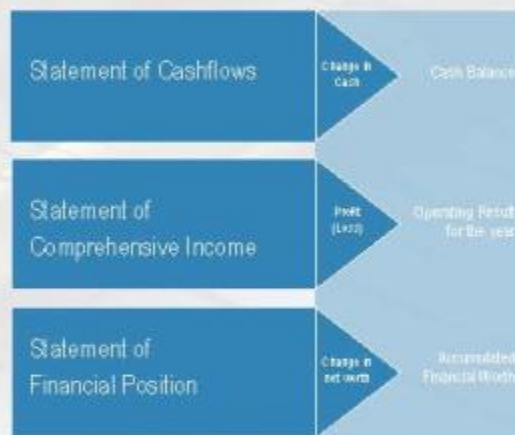 Statement of Cashflows
Change in
Cash
Cash Balance
Statement of
Comprehensive Income
Profit
(Loss)
Operating Result
for the year
Statement of
Financial Position
Change in
net worth
Accumulated
Financial Worth